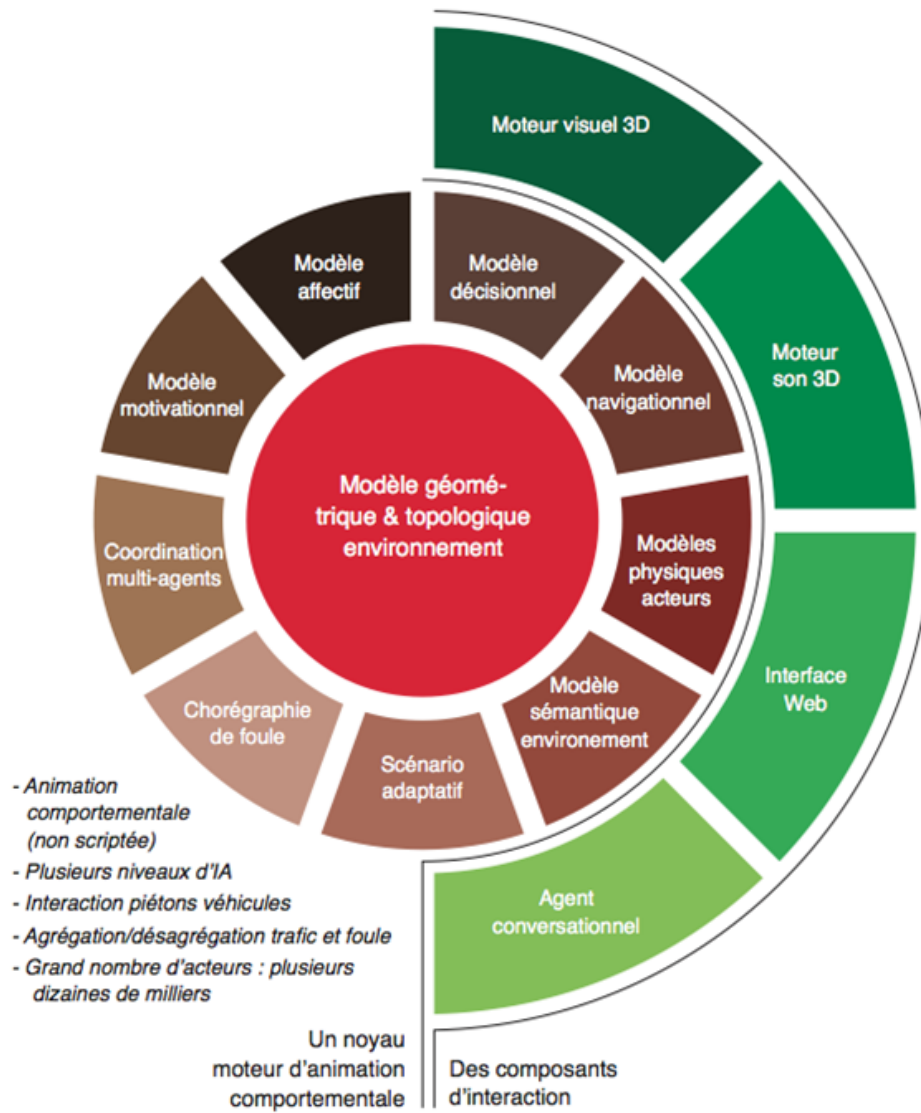 Moteur visuel 3D
Moteur
son 3D
Interface
Web
Agent
conversationnel
Modèle
affectif
Modèle
décisionnel
Modèle
navigationnel
Modèles
physiques
acteurs
Modèle
sémantique
environement
Scénario
adaptatif
Chorégraphie
de foule
Coordination
multi-agents
Modèle
motivationnel
Modèle géomé-
trique & topologique
environnement
- Animation
comportementale
(non scriptée)
- Plusieurs niveaux d'IA
- Interaction piétons véhicules
- Agrégation/désagrégation trafic et foule
- Grand nombre d'acteurs : plusieurs
dizaines de milliers
Un noyau
moteur d'animation
comportementale
Des composants
d'interaction